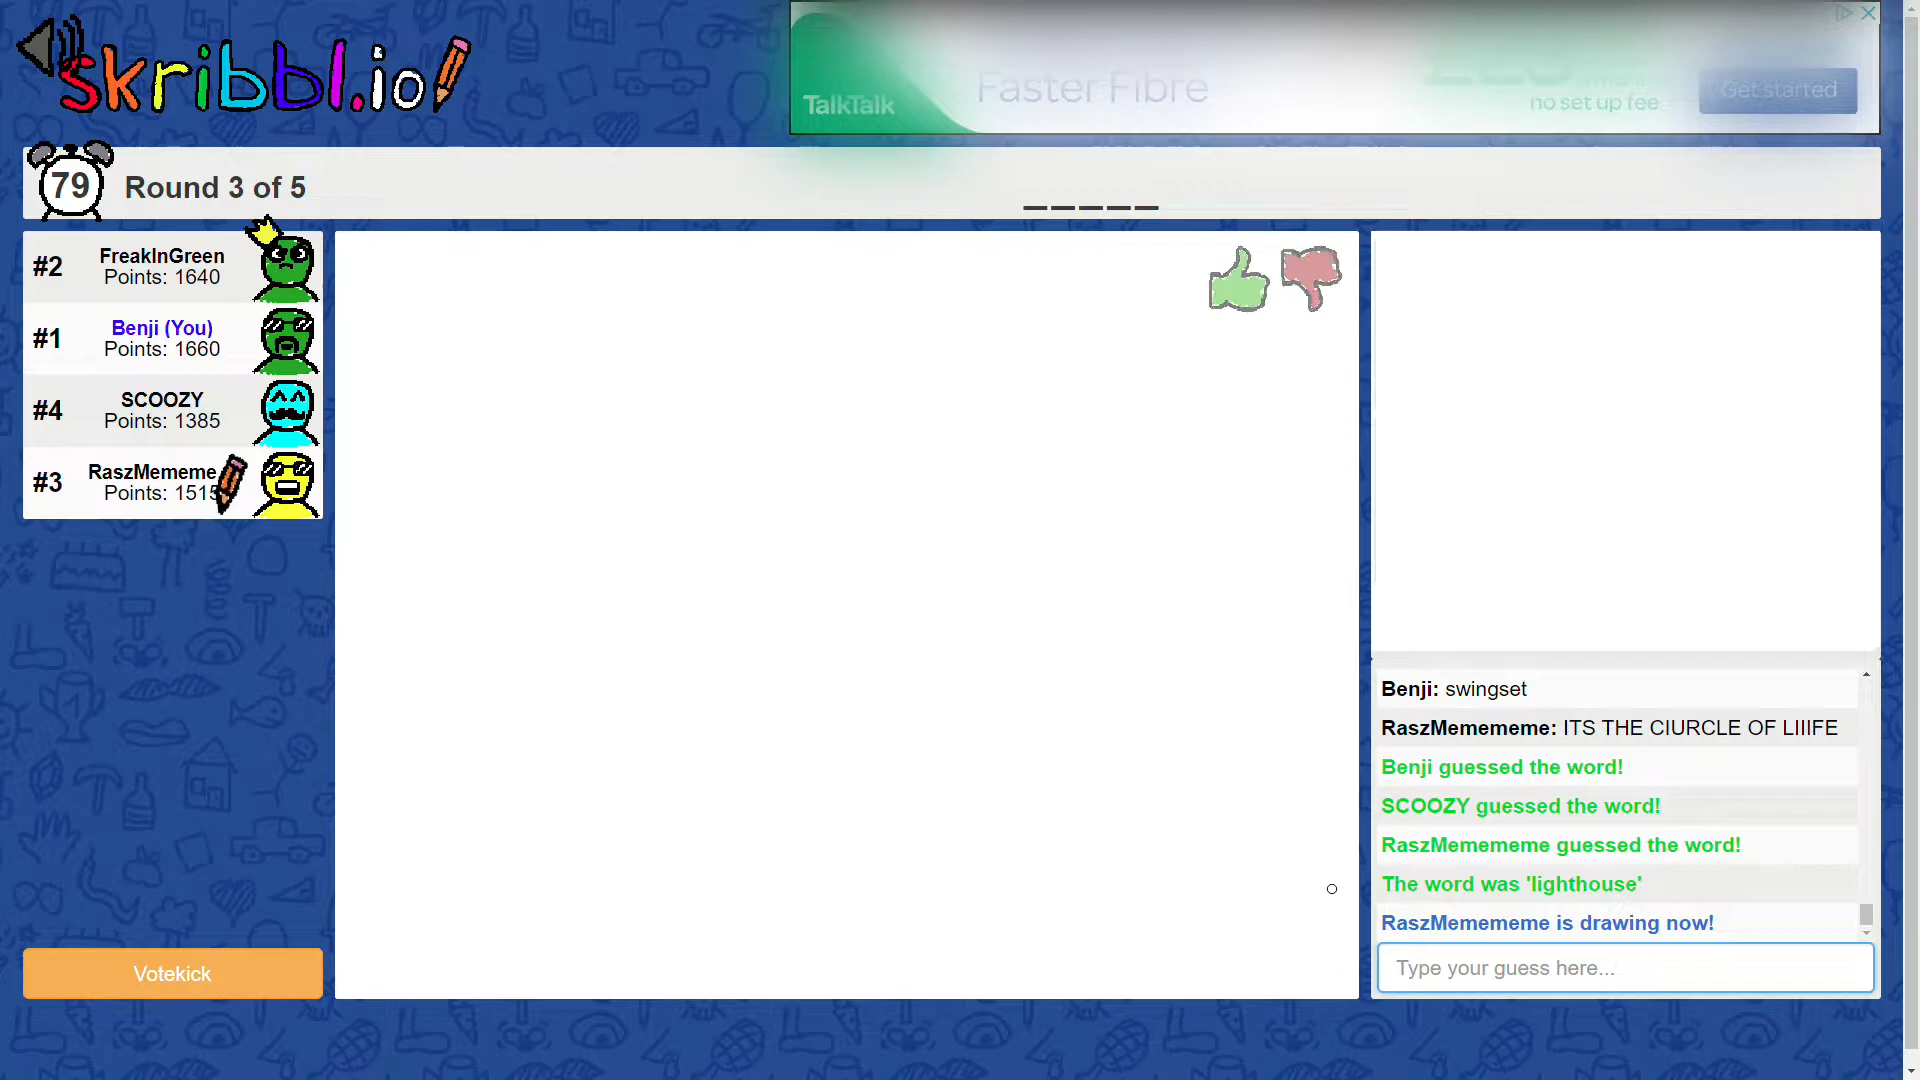 skribbl.io
TalkTalk
Faster Fibre
no set up fee
Get started
79
Round 3 of 5
_ _ _ _ _
#2
FreakInGreen
Points: 1640
#1
Benji (You)
Points: 1660
#4
SCOOZY
Points: 1385
#3
RaszMememe
Points: 1515
Votekick
Benji: swingset
RaszMemememe: ITS THE CIURCLE OF LIIIFE
Benji guessed the word!
SCOOZY guessed the word!
RaszMemememe guessed the word!
The word was 'lighthouse'
RaszMemememe is drawing now!
Type your guess here...